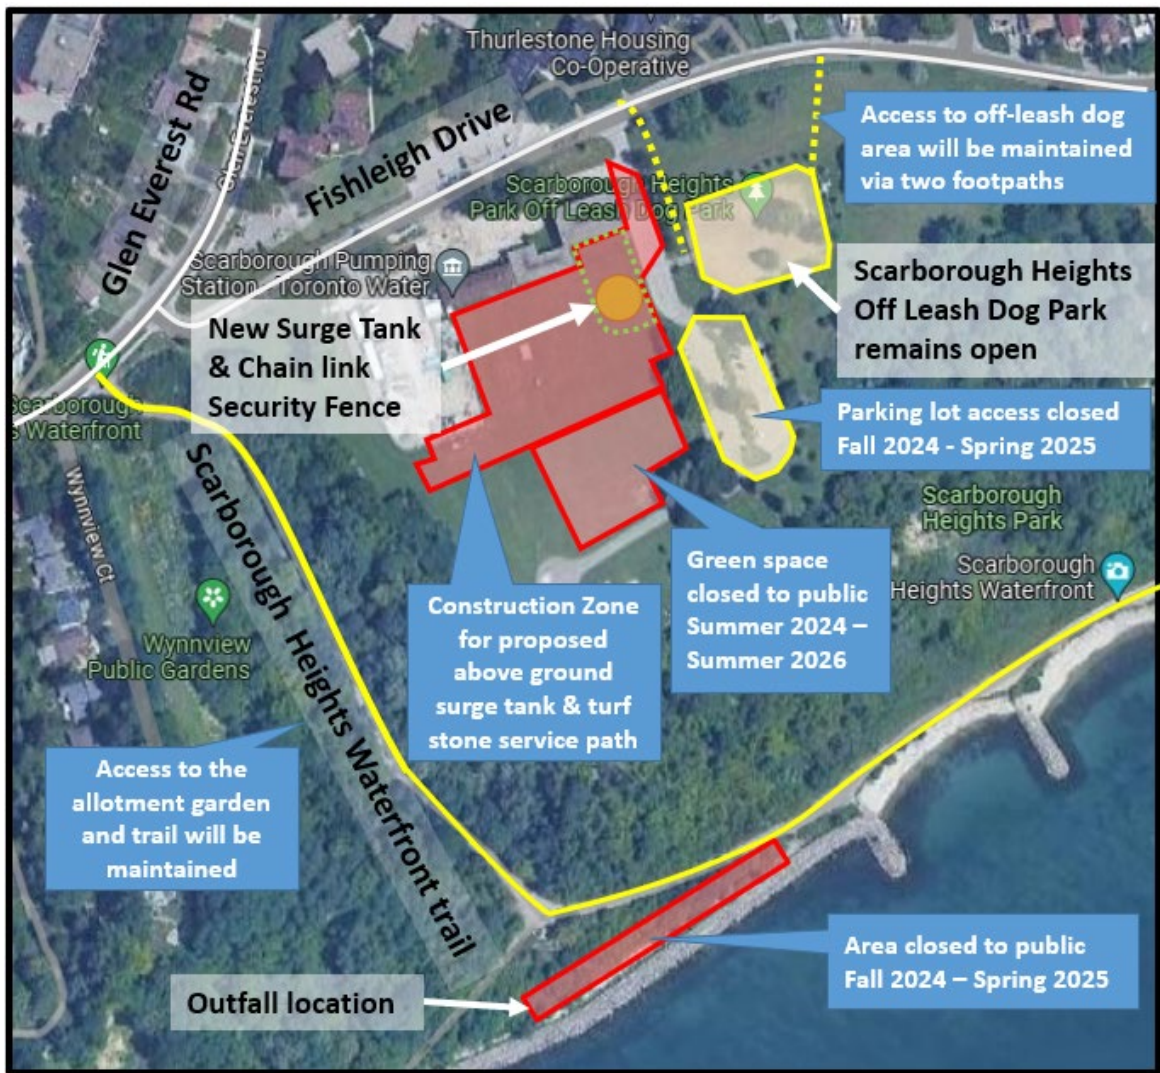 Thurlestone Housing
Co-Operative
Glen Everest Rd
Fishleigh Drive
Access to off-leash dog
area will be maintained
via two footpaths
Scarborough Heights
Park Off Leash Dog Park
Scarborough Pumping
Station - Toronto Water
Scarborough Heights
Off Leash Dog Park
remains open
New Surge Tank
& Chain link
Security Fence
Scarborough
s Waterfront
Parking lot access closed
Fall 2024 - Spring 2025
Wynnview Ct
Scarborough Heights Waterfront trail
Scarborough
Heights Park
Scarborough
Heights Waterfront
Green space
closed to public
Summer 2024 –
Summer 2026
Construction Zone
for proposed
above ground
surge tank & turf
stone service path
Wynnview
Public Gardens
Access to the
allotment garden
and trail will be
maintained
Area closed to public
Fall 2024 – Spring 2025
Outfall location